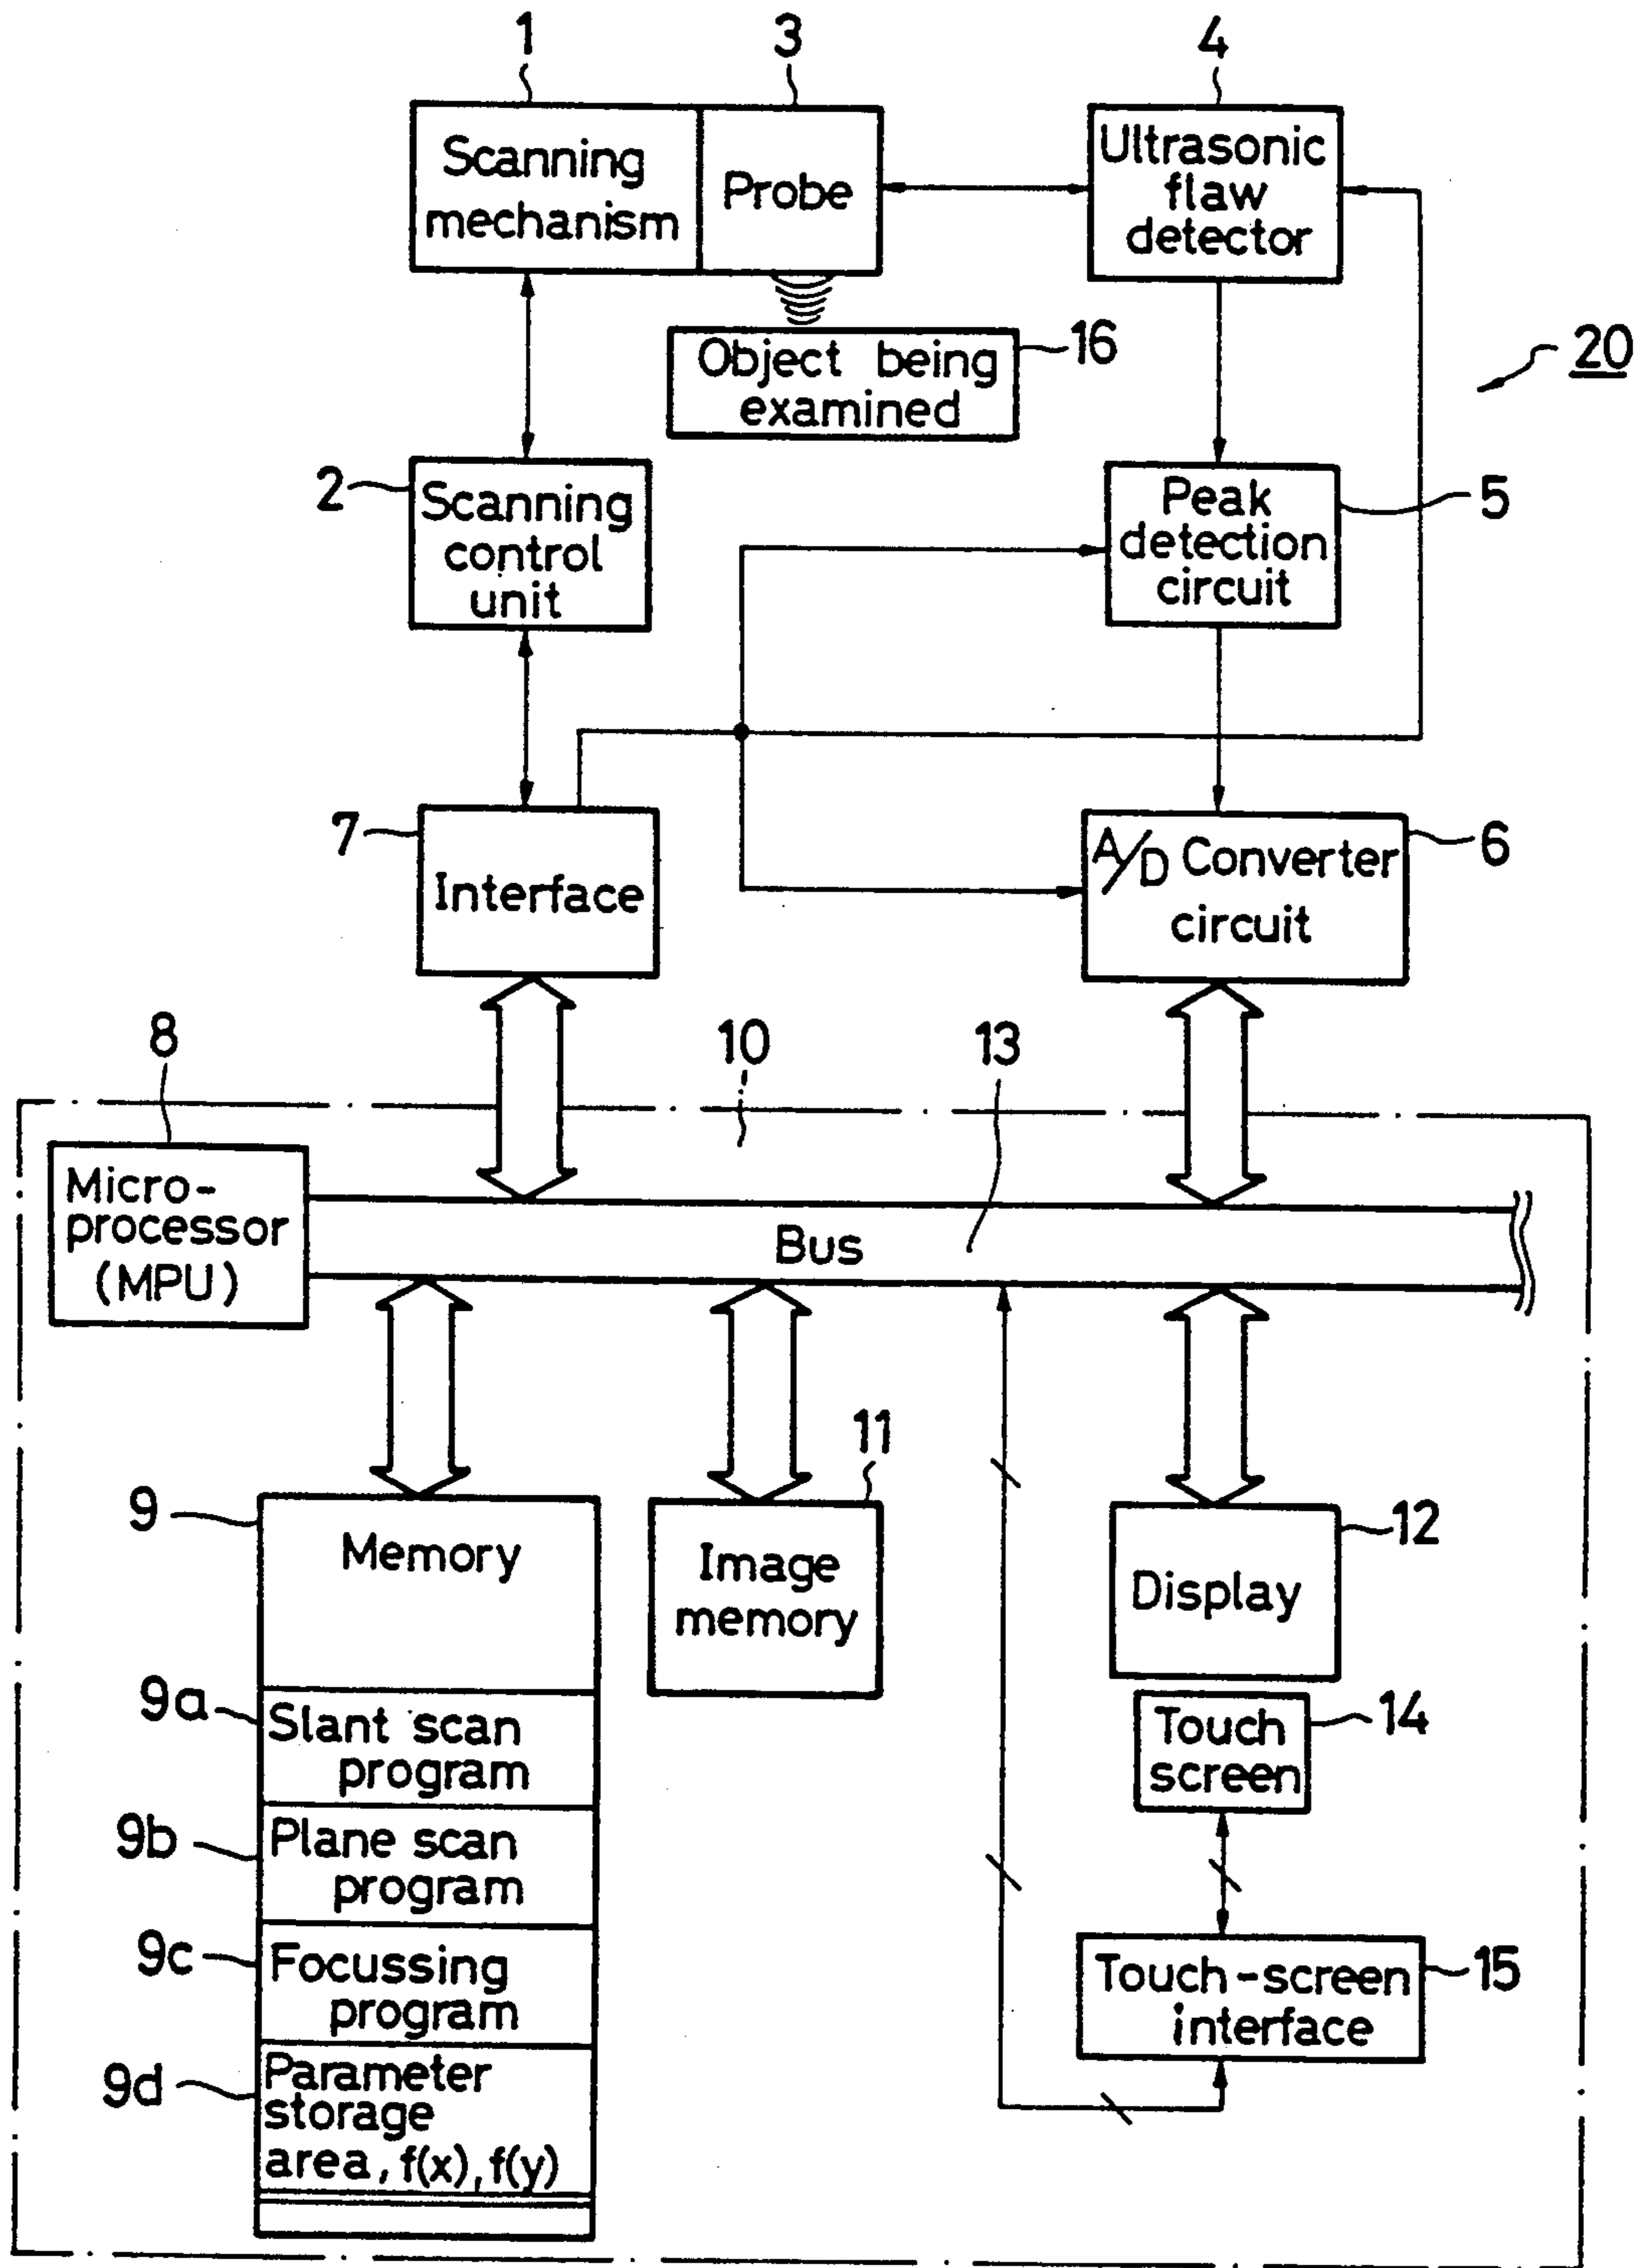 1
3
4
Scanning
mechanism
Probe
Ultrasonic
flaw
detector
Object being
examined
16
20
2
Scanning
control
unit
Peak
detection
circuit
5
7
Interface
A/D Converter
circuit
6
8
10
13
Micro-
processor
(MPU)
Bus
9
Memory
11
Image
memory
12
Display
9a
Slant scan
program
14
Touch
screen
9b
Plane scan
program
9c
Focussing
program
15
Touch-screen
interface
9d
Parameter
storage
area, f(x), f(y)